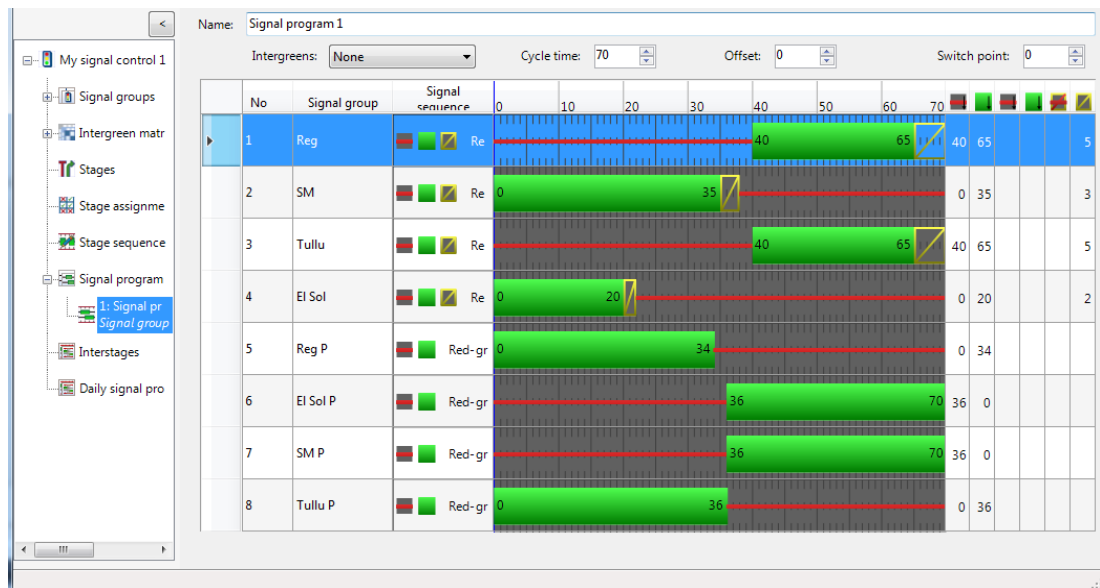 <
Name: Signal program 1
Intergreens: None Cycle time: 70 Offset: 0 Switch point: 0
My signal control 1
Signal groups
Intergreen matr
Stages
Stage assignme
Stage sequence
Signal program
1: Signal pr
Signal group
Interstages
Daily signal pro
No Signal group Signal sequence 0 10 20 30 40 50 60 70
1 Reg Re 40 65 40 65 5
2 SM Re 0 35 0 35 3
3 Tullu Re 40 65 40 65 5
4 El Sol Re 0 20 0 20 2
5 Reg P Red-gr 0 34 0 34
6 El Sol P Red-gr 36 70 36 0
7 SM P Red-gr 36 70 36 0
8 Tullu P Red-gr 0 36 0 36